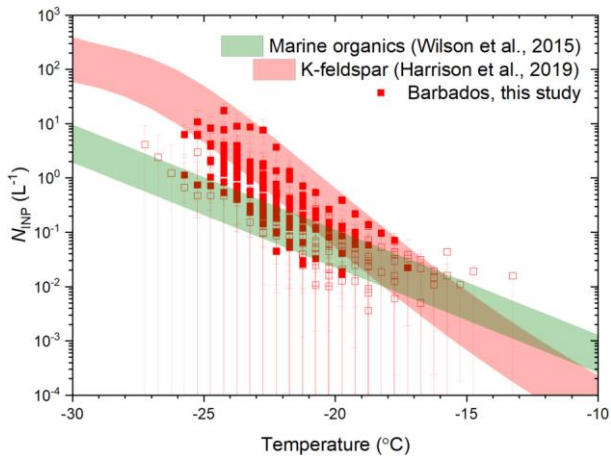 Marine organics (Wilson et al., 2015)
K-feldspar (Harrison et al., 2019)
Barbados, this study
N_INP (L⁻¹)
10⁴
10³
10²
10¹
10⁰
10⁻¹
10⁻²
10⁻³
10⁻⁴
-30 -25 -20 -15 -10
Temperature (°C)